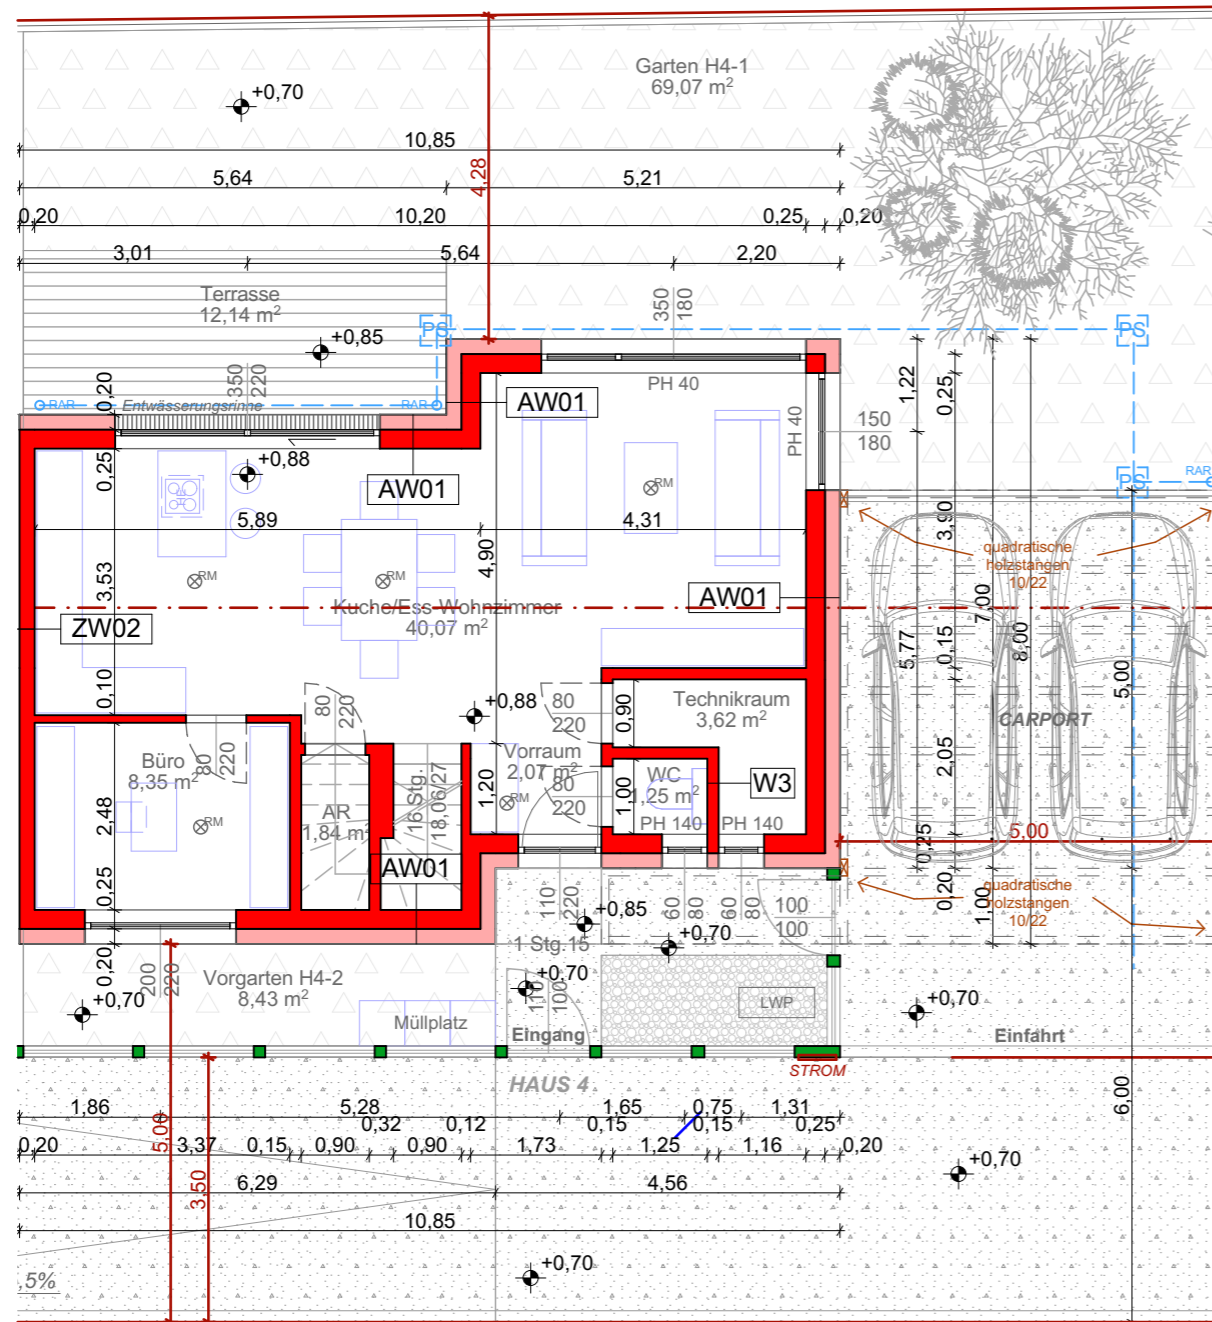 Garten H4-1
69,07 m²
+0,70
10,85
4,28
5,64
5,21
0,20
10,20
0,25
0,20
3,01
5,64
2,20
Terrasse
12,14 m²
+0,85
350
180
PS
PS
350
220
0,20
RAR
Entwässerungsrinne
RAR
PH 40
AW01
PH 40
150
180
1,22
0,25
0,25
+0,88
AW01
RM
PS
RAR
5,89
4,31
4,90
3,90
quadratische
holzstangen
10/22
3,53
RM
RM
Küche/Ess-Wohnzimmer
40,07 m²
AW01
ZW02
7,00
5,77
0,15
8,00
5,00
0,10
80
220
+0,88
80
220
0,90
Technikraum
3,62 m²
CARPORT
Büro
8,35 m²
80
220
Vorraum
2,07 m²
WC
1,25 m²
W3
2,05
2,48
RM
AR
1,84 m²
16 Stg.
18,06/27
1,20
RM
80
220
1,00
PH 140
PH 140
5,00
0,25
AW01
0,25
110
220
60
80
60
80
100
100
0,20
1,00
quadratische
holzstangen
10/22
+0,85
1 Stg.15
+0,70
0,20
200
220
Vorgarten H4-2
8,43 m²
+0,70
+0,70
110
100
LWP
+0,70
Müllplatz
Eingang
Einfahrt
STROM
HAUS 4
1,86
5,28
1,65
0,75
1,31
5,00
0,32
0,12
0,15
0,15
0,25
6,00
0,20
3,37
0,15
0,90
0,90
1,73
1,25
1,16
0,20
3,50
6,29
4,56
+0,70
10,85
+0,70
,5%